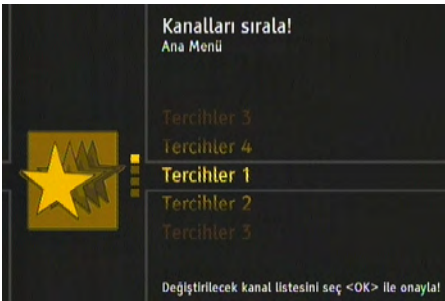 Kanalları sırala!
Ana Menü
Tercihler 3
Tercihler 4
Tercihler 1
Tercihler 2
Tercihler 3
Değiştirilecek kanal listesini seç <OK> ile onayla!